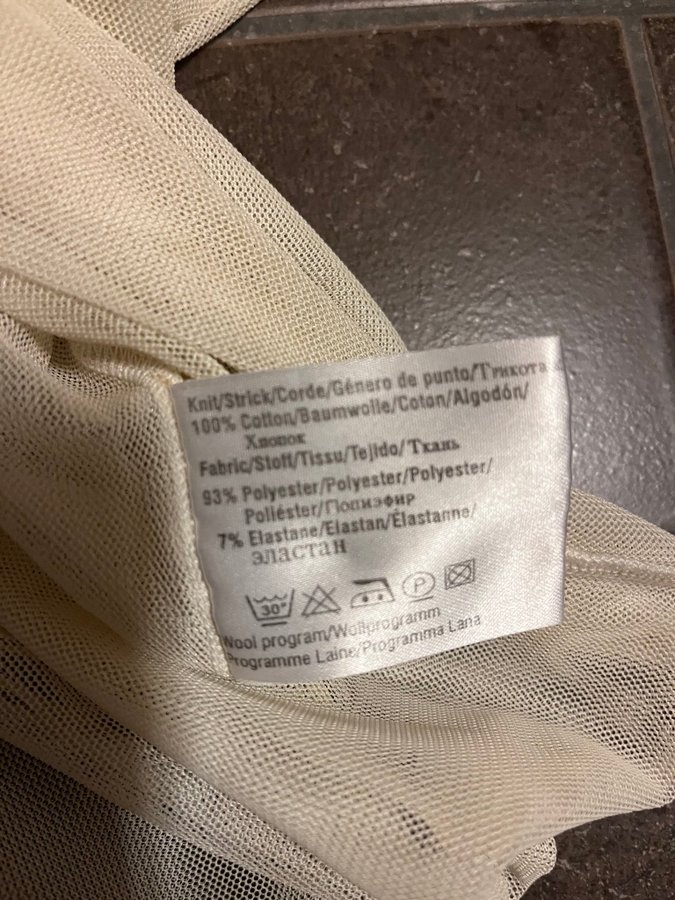 Knit/Strick/Corde/Género de punto/Трикота
100% Cotton/Baumwolle/Coton/Algodón/
Хлопок
Fabric/Stoff/Tissu/Tejido/Ткань
93% Polyester/Polyester/Polyester/
Poliéster/Полиэфир
7% Elastane/Elastan/Élastanne/
эластан
30° P
Wool program/Wollprogramm
Programme Laine/Programma Lana